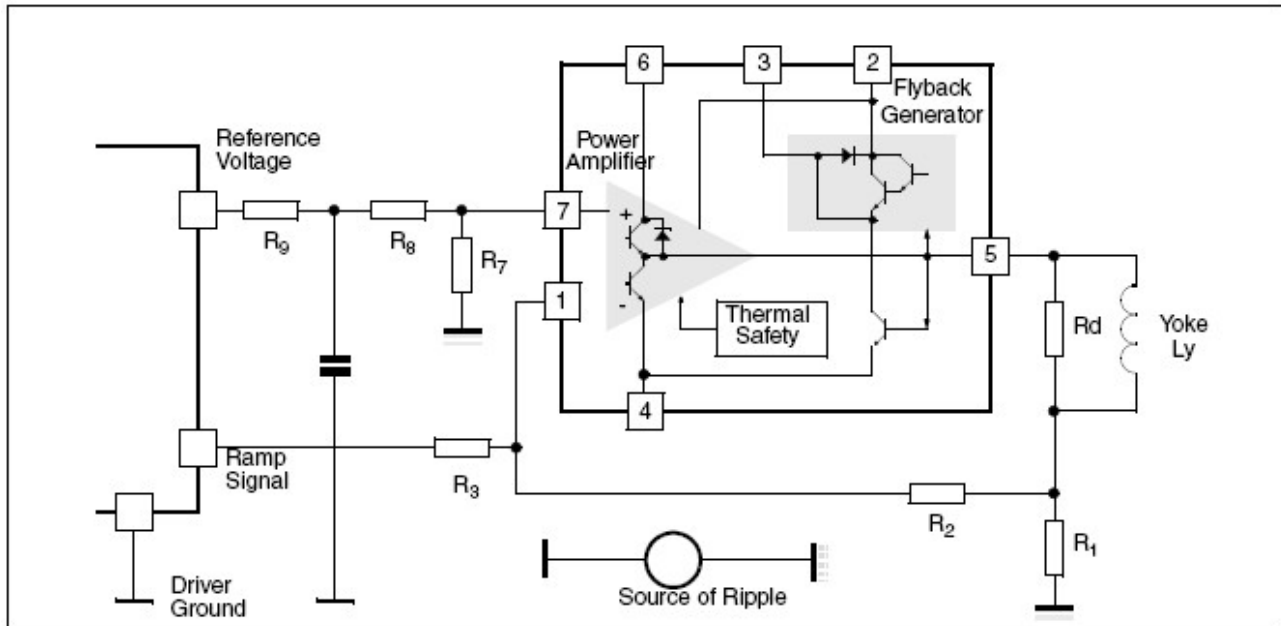 6
3
2
Flyback
Generator
Reference
Voltage
Power
Amplifier
R9
R8
7
+
R7
5
1
-
Thermal
Safety
Rd
Yoke
Ly
4
Ramp
Signal
R3
R2
R1
Driver
Ground
Source of Ripple